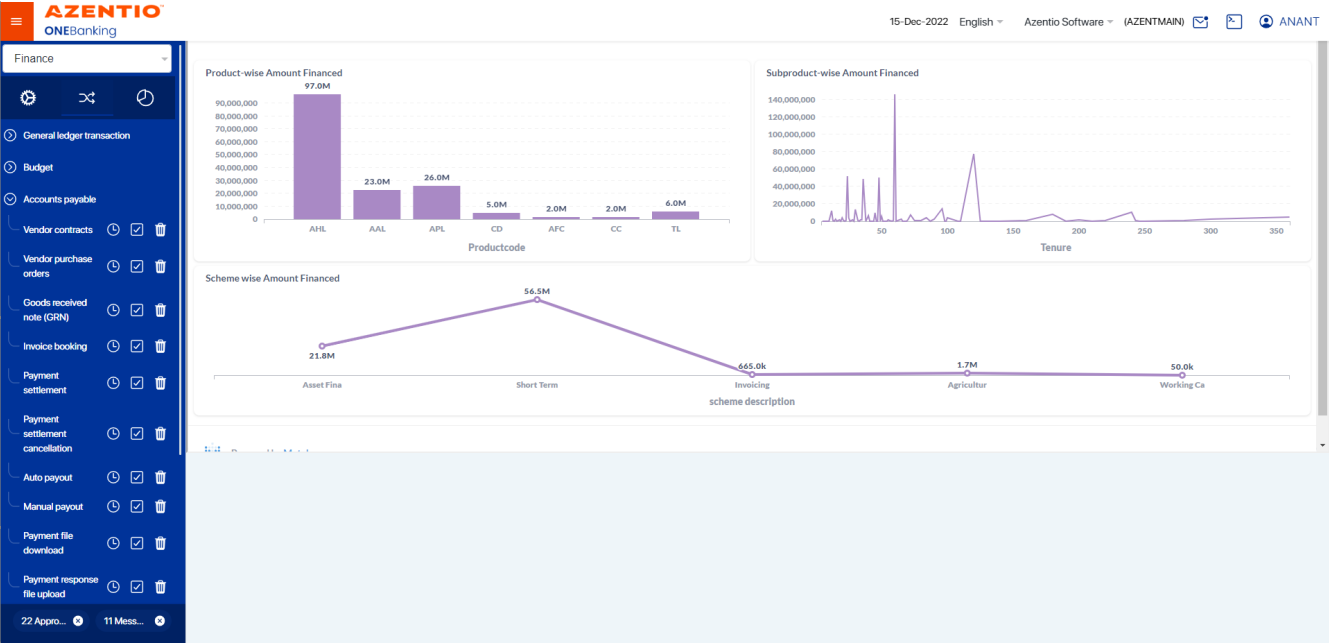 AZENTIO™
ONEBanking
15-Dec-2022 English Azentio Software (AZENTMAIN) ANANT
Finance
General ledger transaction
Budget
Accounts payable
Vendor contracts
Vendor purchase
orders
Goods received
note (GRN)
Invoice booking
Payment
settlement
Payment
settlement
cancellation
Auto payout
Manual payout
Payment file
download
Payment response
file upload
22 Appro...
11 Mess...
Product-wise Amount Financed
97.0M
90,000,000
80,000,000
70,000,000
60,000,000
50,000,000
40,000,000
30,000,000
20,000,000
10,000,000
0
23.0M
26.0M
5.0M
2.0M
2.0M
6.0M
AHL AAL APL CD AFC CC TL
Productcode
Subproduct-wise Amount Financed
140,000,000
120,000,000
100,000,000
80,000,000
60,000,000
40,000,000
20,000,000
0
50 100 150 200 250 300 350
Tenure
Scheme wise Amount Financed
56.5M
21.8M
665.0k
1.7M
50.0k
Asset Fina Short Term Invoicing Agricultur Working Ca
scheme description